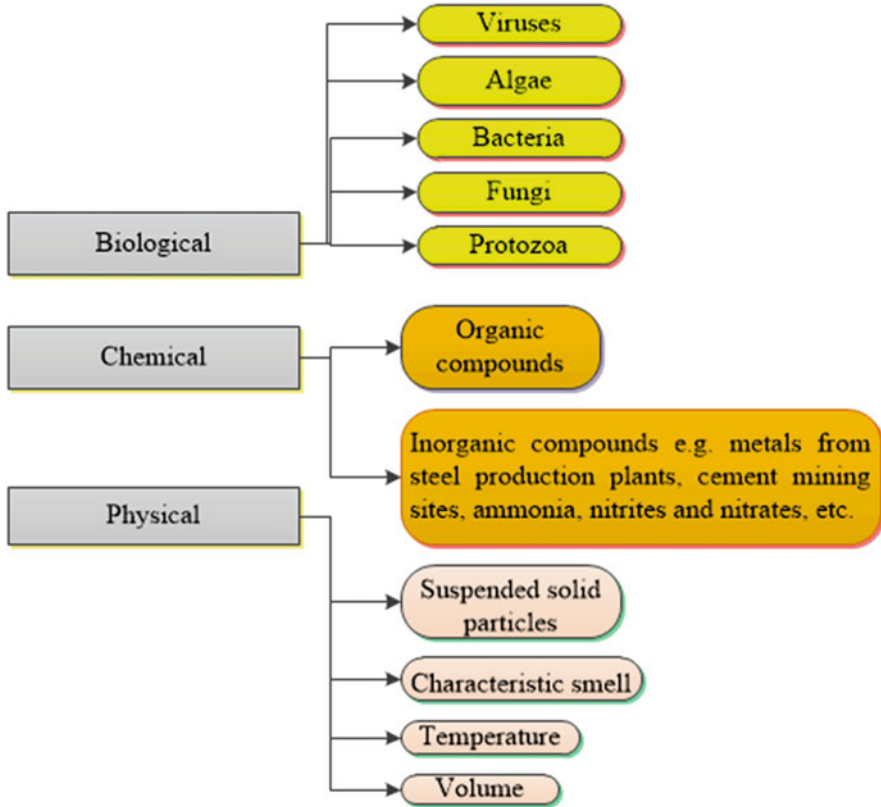 Viruses
Algae
Bacteria
Fungi
Protozoa
Biological
Chemical
Organic
compounds
Inorganic compounds e.g. metals from
steel production plants, cement mining
sites, ammonia, nitrites and nitrates, etc.
Physical
Suspended solid
particles
Characteristic smell
Temperature
Volume